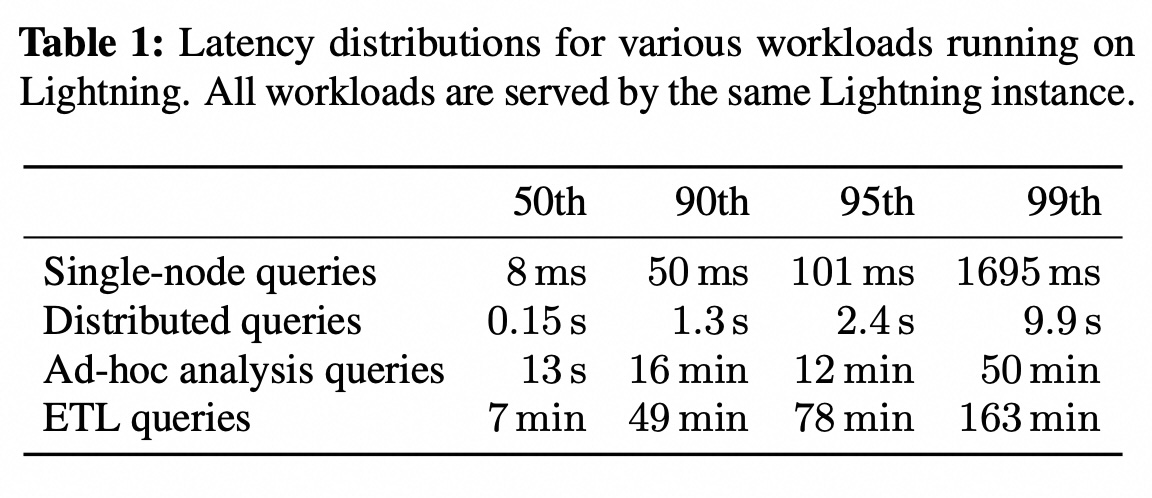 Table 1: Latency distributions for various workloads running on
Lightning. All workloads are served by the same Lightning instance.
50th 90th 95th 99th
Single-node queries 8 ms 50 ms 101 ms 1695 ms
Distributed queries 0.15 s 1.3 s 2.4 s 9.9 s
Ad-hoc analysis queries 13 s 16 min 12 min 50 min
ETL queries 7 min 49 min 78 min 163 min